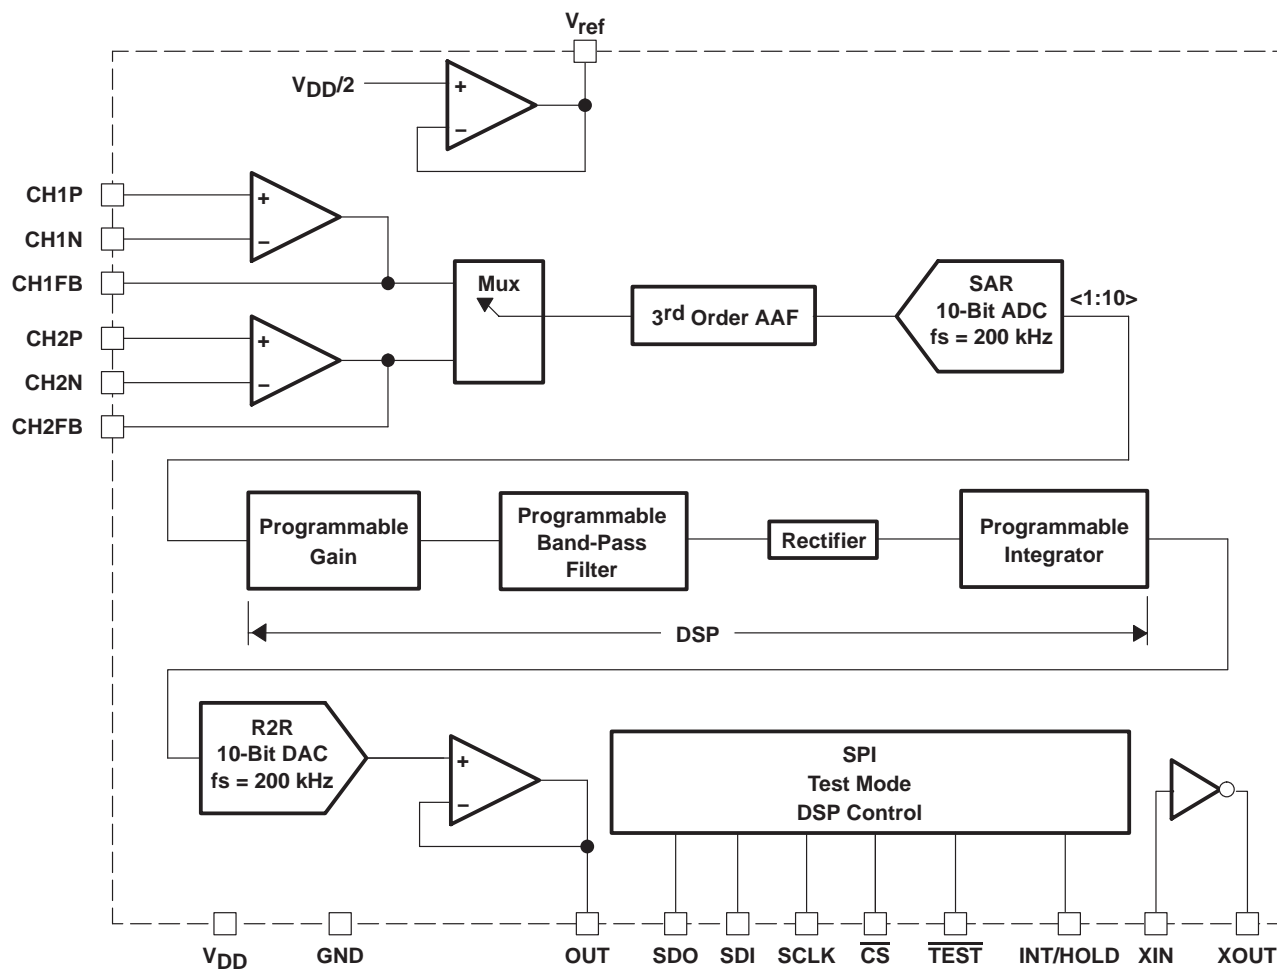 Vref
VDD/2
+
−
CH1P
+
CH1N
−
CH1FB
Mux
SAR
10-Bit ADC
fs = 200 kHz
<1:10>
3rd Order AAF
CH2P
+
CH2N
−
CH2FB
Programmable
Gain
Programmable
Band-Pass
Filter
Rectifier
Programmable
Integrator
DSP
R2R
10-Bit DAC
fs = 200 kHz
+
−
SPI
Test Mode
DSP Control
VDD
GND
OUT
SDO
SDI
SCLK
CS
TEST
INT/HOLD
XIN
XOUT